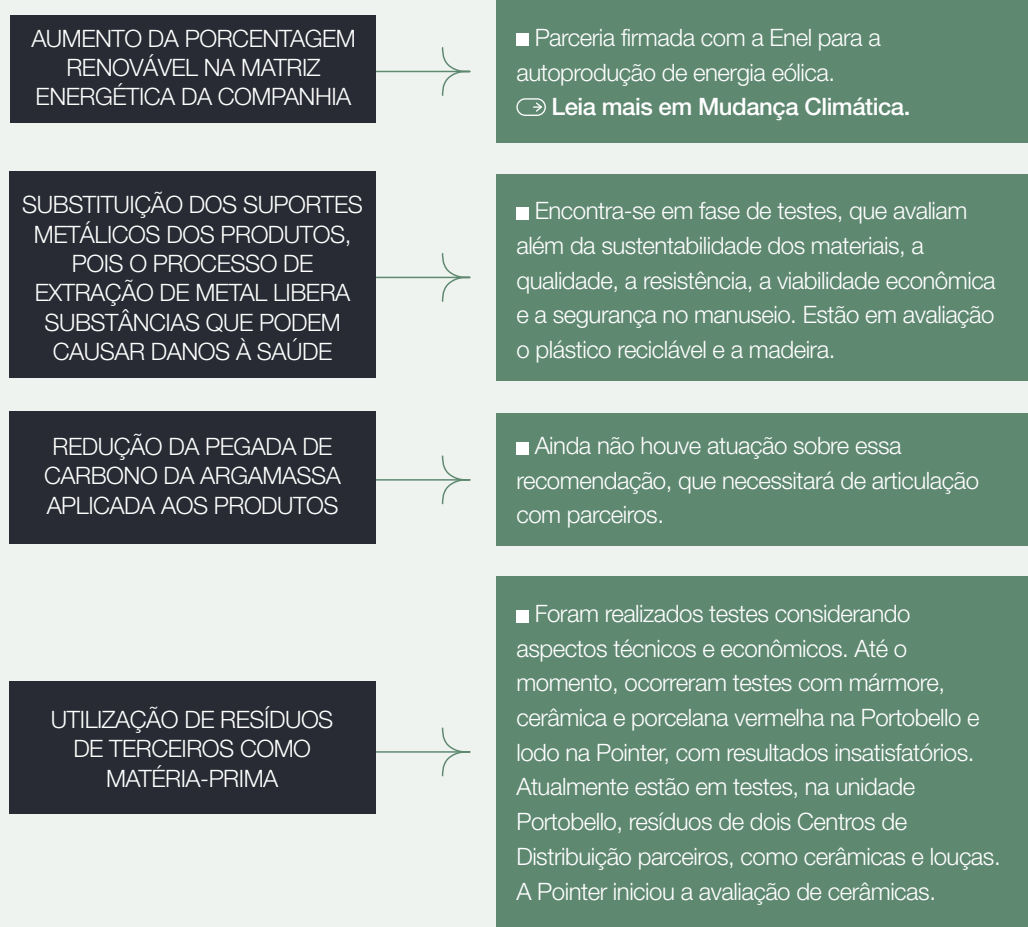 AUMENTO DA PORCENTAGEM
RENOVÁVEL NA MATRIZ
ENERGÉTICA DA COMPANHIA
Parceria firmada com a Enel para a
autoprodução de energia eólica.
Leia mais em Mudança Climática.
SUBSTITUIÇÃO DOS SUPORTES
METÁLICOS DOS PRODUTOS,
POIS O PROCESSO DE
EXTRAÇÃO DE METAL LIBERA
SUBSTÂNCIAS QUE PODEM
CAUSAR DANOS À SAÚDE
Encontra-se em fase de testes, que avaliam
além da sustentabilidade dos materiais, a
qualidade, a resistência, a viabilidade econômica
e a segurança no manuseio. Estão em avaliação
o plástico reciclável e a madeira.
REDUÇÃO DA PEGADA DE
CARBONO DA ARGAMASSA
APLICADA AOS PRODUTOS
Ainda não houve atuação sobre essa
recomendação, que necessitará de articulação
com parceiros.
UTILIZAÇÃO DE RESÍDUOS
DE TERCEIROS COMO
MATÉRIA-PRIMA
Foram realizados testes considerando
aspectos técnicos e econômicos. Até o
momento, ocorreram testes com mármore,
cerâmica e porcelana vermelha na Portobello e
lodo na Pointer, com resultados insatisfatórios.
Atualmente estão em testes, na unidade
Portobello, resíduos de dois Centros de
Distribuição parceiros, como cerâmicas e louças.
A Pointer iniciou a avaliação de cerâmicas.